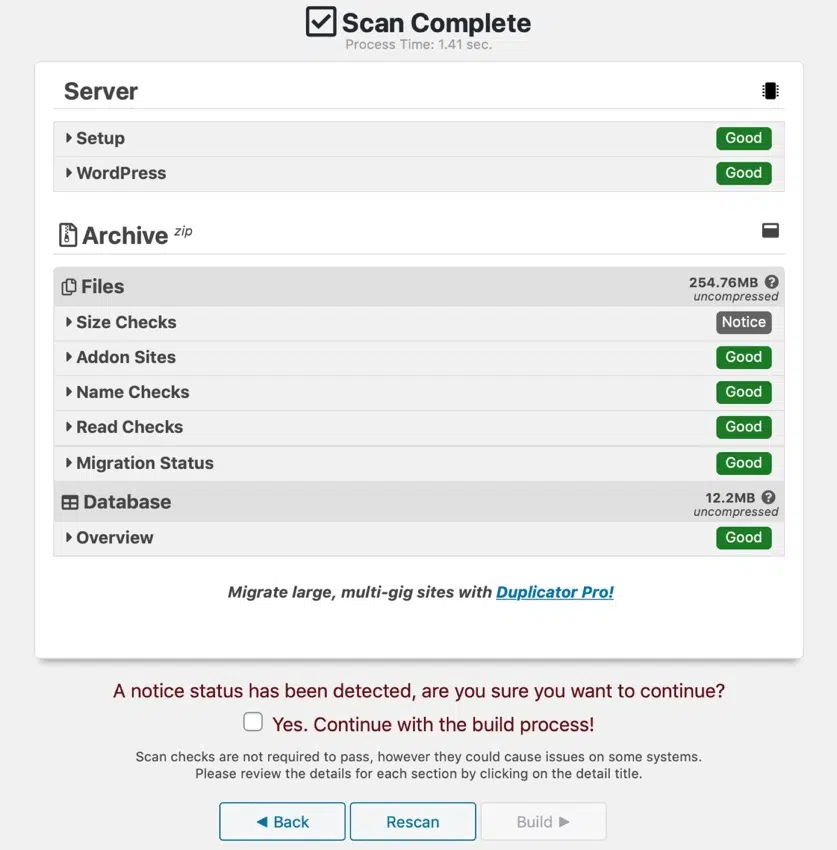 Scan Complete
Process Time: 1.41 sec.
Server
Setup Good
WordPress Good
Archive zip
Files 254.76MB
uncompressed
Size Checks Notice
Addon Sites Good
Name Checks Good
Read Checks Good
Migration Status Good
Database 12.2MB
uncompressed
Overview Good
Migrate large, multi-gig sites with Duplicator Pro!
A notice status has been detected, are you sure you want to continue?
Yes. Continue with the build process!
Scan checks are not required to pass, however they could cause issues on some systems.
Please review the details for each section by clicking on the detail title.
◀ Back Rescan Build ▶